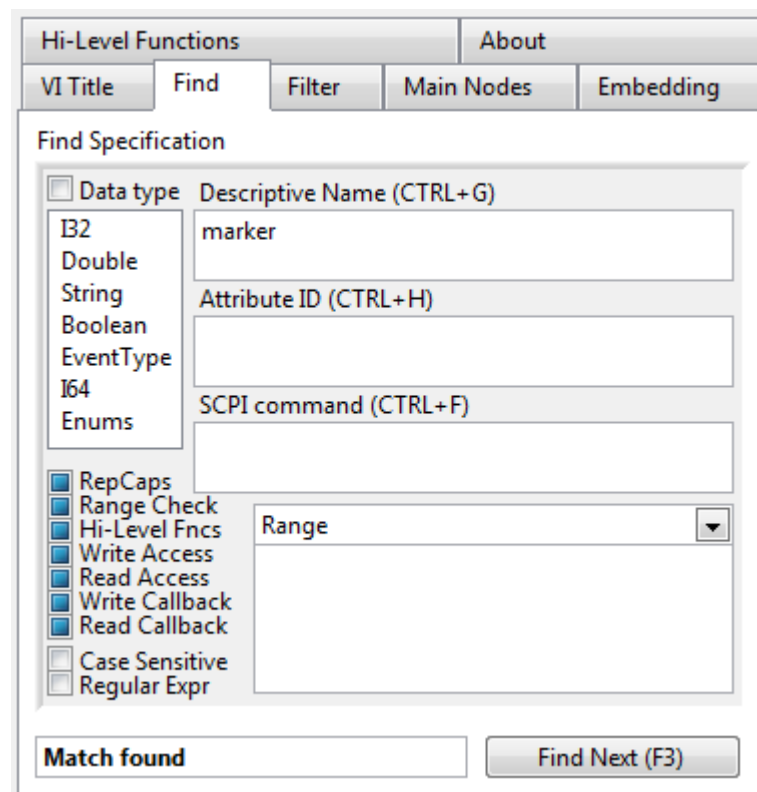 Hi-Level Functions
About
VI Title
Find
Filter
Main Nodes
Embedding
Find Specification
Data type
Descriptive Name (CTRL+G)
I32
Double
String
Boolean
EventType
I64
Enums
marker
Attribute ID (CTRL+H)
SCPI command (CTRL+F)
RepCaps
Range Check
Hi-Level Fncs
Write Access
Read Access
Write Callback
Read Callback
Case Sensitive
Regular Expr
Range
Match found
Find Next (F3)